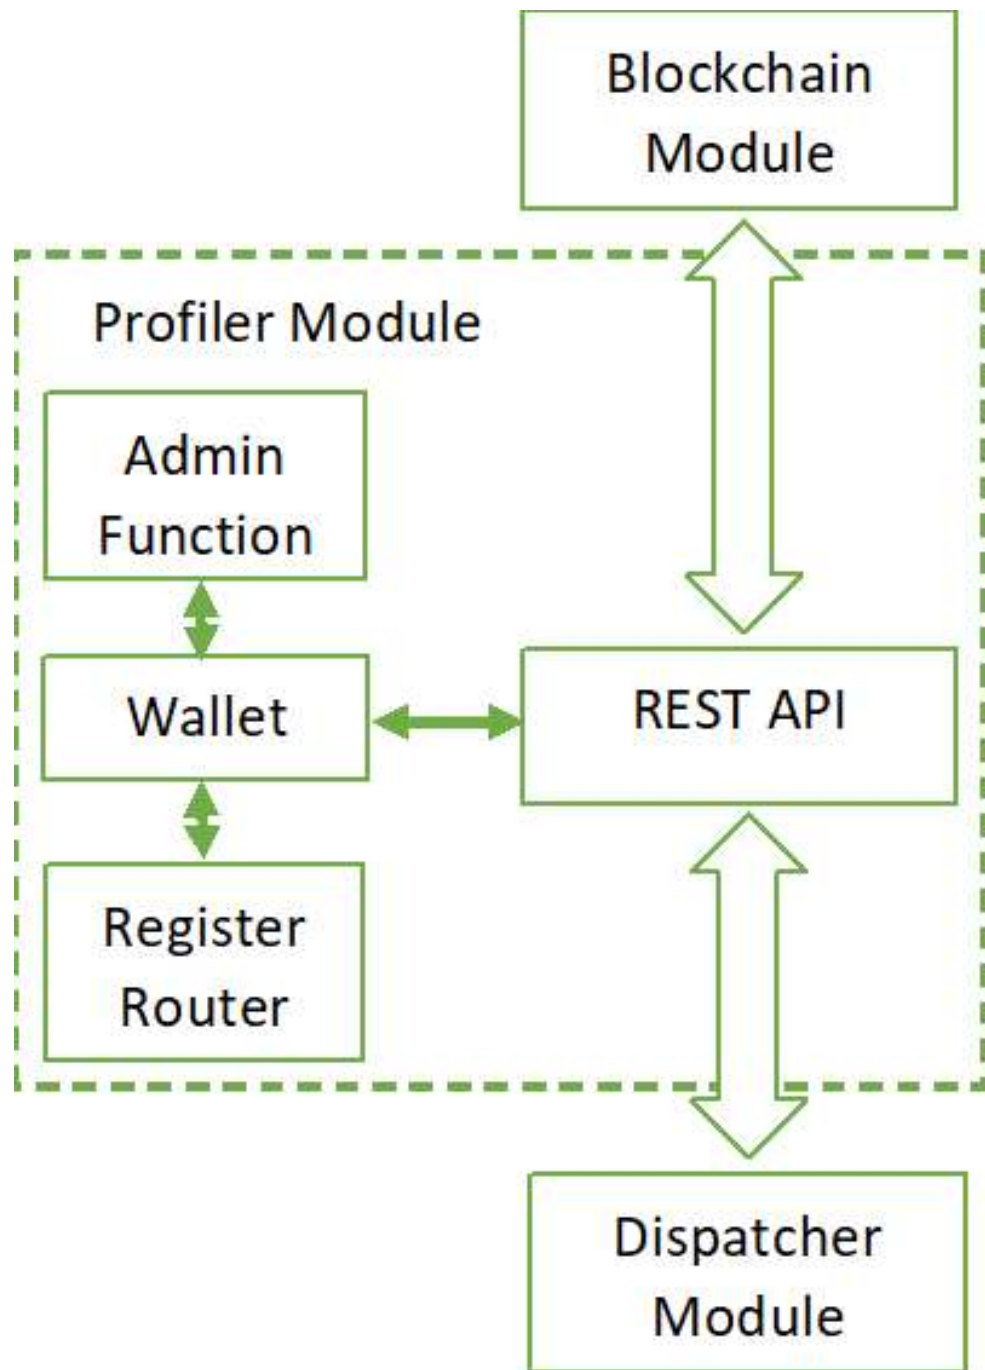 Blockchain
Module
Profiler Module
Admin
Function
Wallet
REST API
Register
Router
Dispatcher
Module